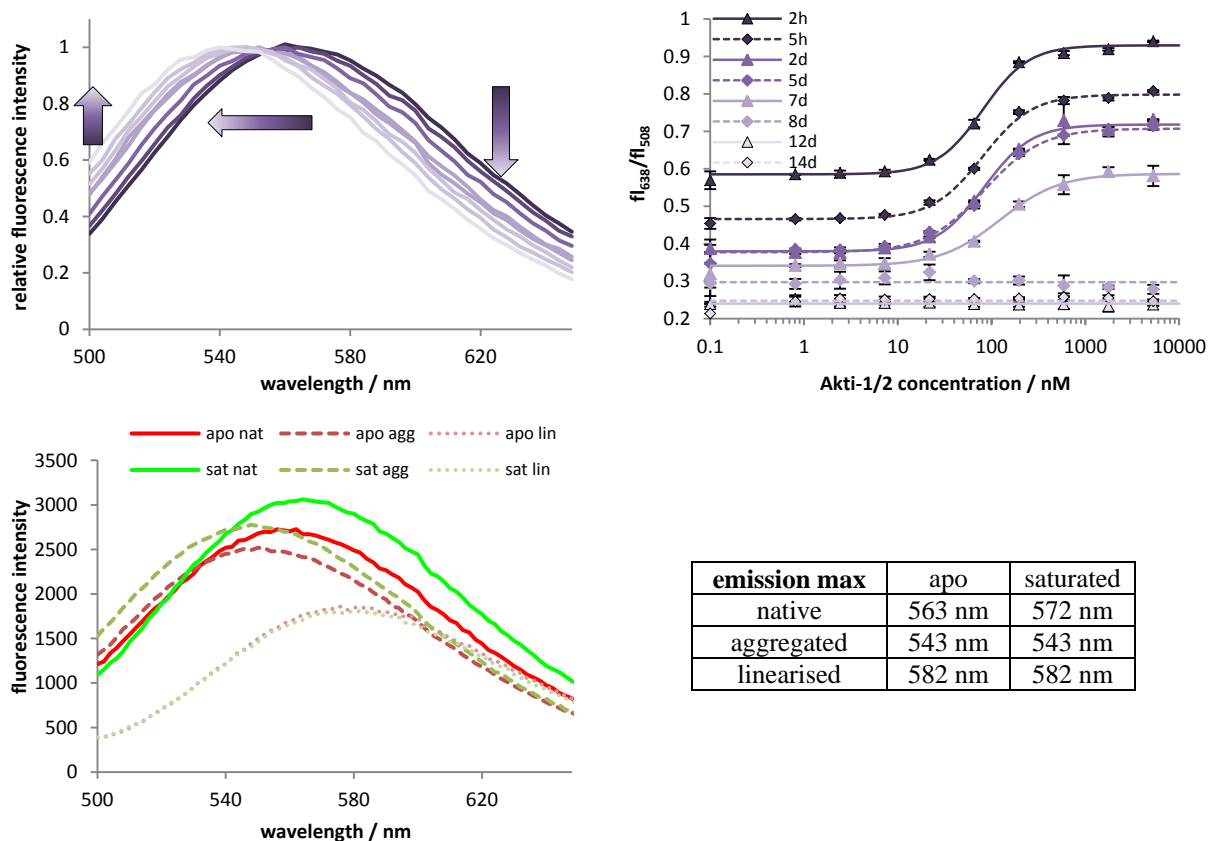 relative fluorescence intensity
1
0.8
0.6
0.4
0.2
0
500 540 580 620
wavelength / nm
2h
5h
2d
5d
7d
8d
12d
14d
fl638/fl508
1
0.9
0.8
0.7
0.6
0.5
0.4
0.3
0.2
0.1 1 10 100 1000 10000
Akti-1/2 concentration / nM
apo nat apo agg apo lin
sat nat sat agg sat lin
fluorescence intensity
3500
3000
2500
2000
1500
1000
500
0
500 540 580 620
wavelength / nm
emission max apo saturated
native 563 nm 572 nm
aggregated 543 nm 543 nm
linearised 582 nm 582 nm